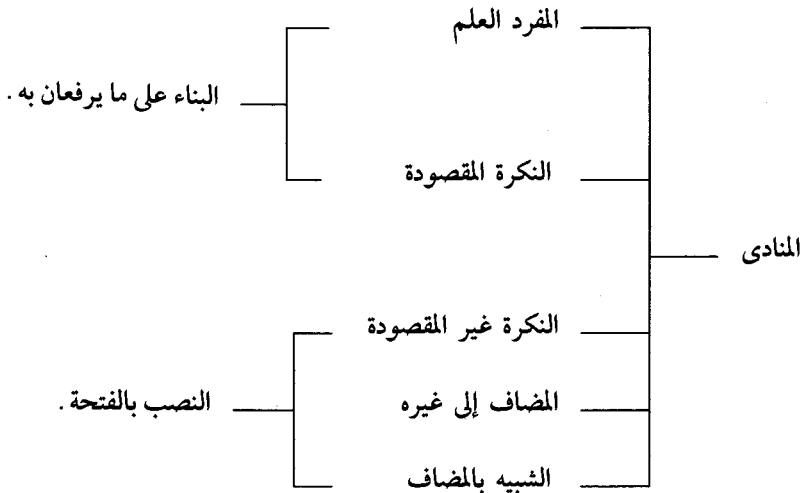 المنادى
المفرد العلم
النكرة المقصودة
البناء على ما يرفعان به .
النكرة غير المقصودة
المضاف إلى غيره
الشبيه بالمضاف
النصب بالفتحة .